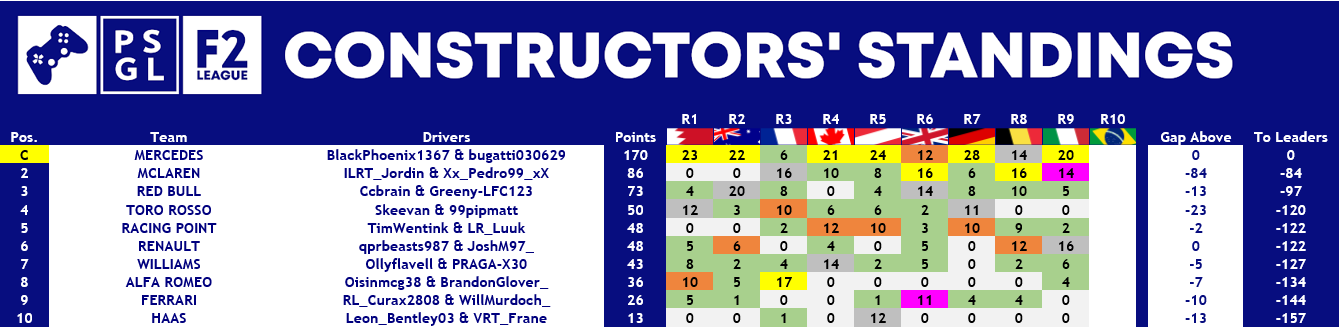 PS GL F2 LEAGUE CONSTRUCTORS' STANDINGS
R1 R2 R3 R4 R5 R6 R7 R8 R9 R10
Pos. Team Drivers Points Gap Above To Leaders
C MERCEDES BlackPhoenix1367 & bugatti030629 170 23 22 6 21 24 12 28 14 20 0 0
2 MCLAREN ILRT_Jordin & Xx_Pedro99_xX 86 0 0 16 10 8 16 6 16 14 -84 -84
3 RED BULL Ccbrain & Greeny-LFC123 73 4 20 8 0 4 14 8 10 5 -13 -97
4 TORO ROSSO Skeevan & 99pipmatt 50 12 3 10 6 6 2 11 0 0 -23 -120
5 RACING POINT TimWentink & LR_Luuk 48 0 0 2 12 10 3 10 9 2 -2 -122
6 RENAULT qprbeasts987 & JoshM97_ 48 5 6 0 4 0 5 0 12 16 0 -122
7 WILLIAMS Ollyflavell & PRAGA-X30 43 8 2 4 14 2 5 0 2 6 -5 -127
8 ALFA ROMEO Oisinmcg38 & BrandonGlover_ 36 10 5 17 0 0 0 0 0 4 -7 -134
9 FERRARI RL_Curax2808 & WillMurdoch_ 26 5 1 0 0 1 11 4 4 0 -10 -144
10 HAAS Leon_Bentley03 & VRT_Frane 13 0 0 1 0 12 0 0 0 0 -13 -157